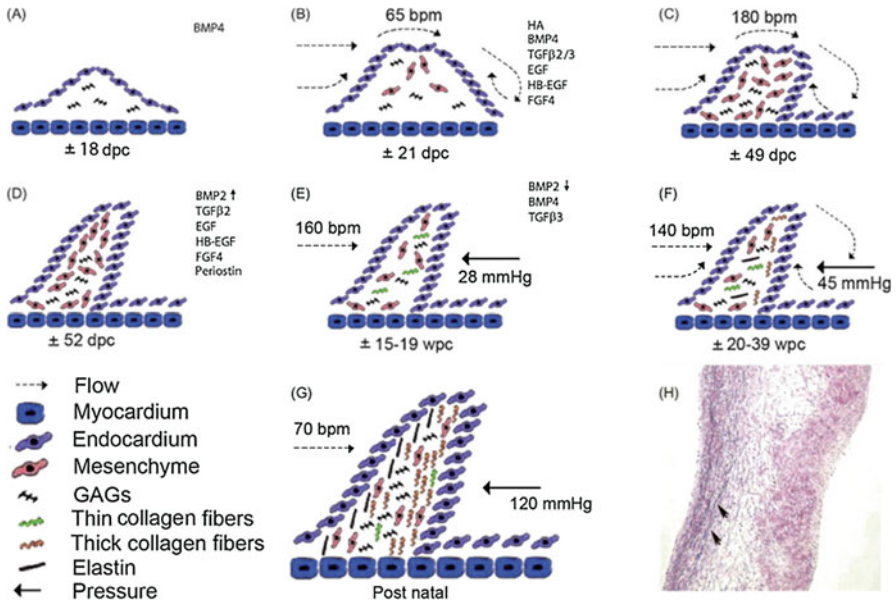 (A)
BMP4
± 18 dpc
(B)
65 bpm
HA
BMP4
TGFβ2/3
EGF
HB-EGF
FGF4
± 21 dpc
(C)
180 bpm
± 49 dpc
(D)
BMP2 ↑
TGFβ2
EGF
HB-EGF
FGF4
Periostin
± 52 dpc
(E)
160 bpm
BMP2 ↓
BMP4
TGFβ3
28 mmHg
± 15-19 wpc
(F)
140 bpm
45 mmHg
± 20-39 wpc
Flow
Myocardium
Endocardium
Mesenchyme
GAGs
Thin collagen fibers
Thick collagen fibers
Elastin
Pressure
(G)
70 bpm
120 mmHg
Post natal
(H)